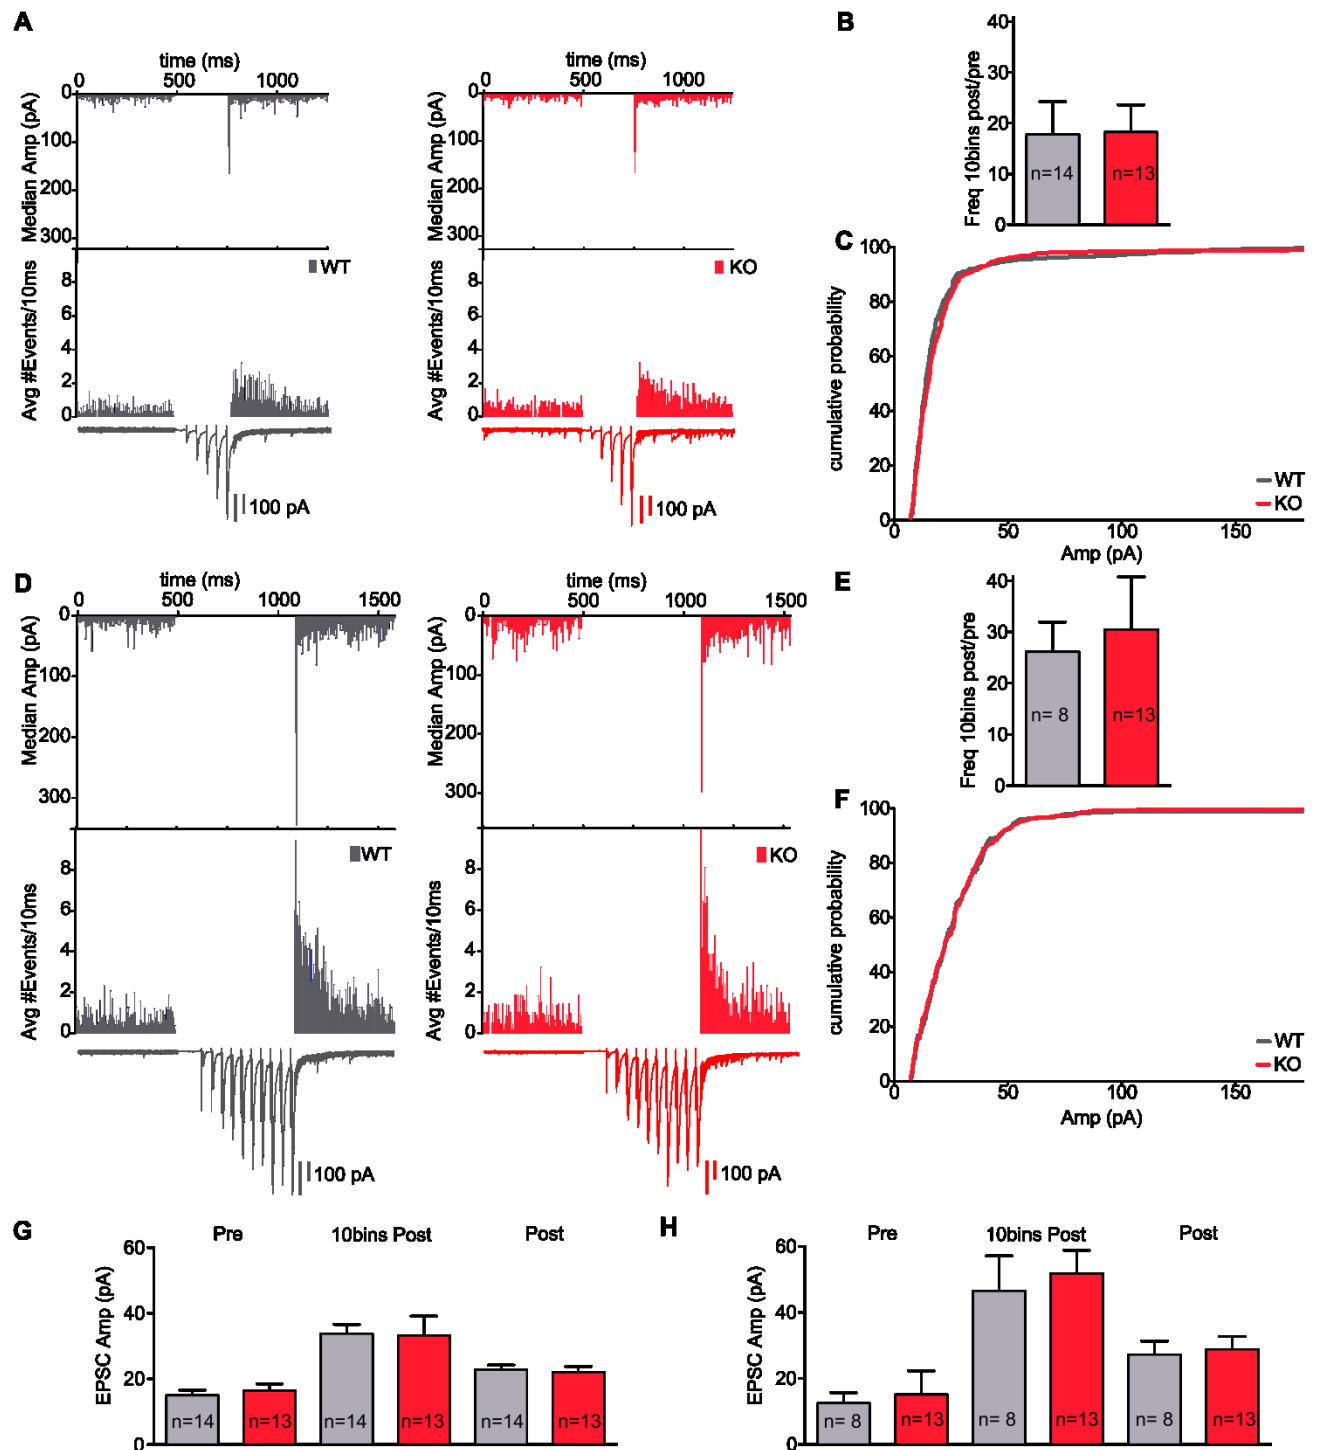 A
time (ms)
0 500 1000
0
100
200
300
Median Amp (pA)
WT
8
6
4
2
0
Avg #Events/10ms
100 pA
time (ms)
0 500 1000
0
100
200
300
Median Amp (pA)
KO
8
6
4
2
0
Avg #Events/10ms
100 pA
B
40
30
20
10
0
Freq 10bins post/pre
n=14 n=13
C
100
80
60
40
20
0
cumulative probability
WT
KO
0 50 100 150
Amp (pA)
D
time (ms)
0 500 1000 1500
0
100
200
300
Median Amp (pA)
WT
8
6
4
2
0
Avg #Events/10ms
100 pA
time (ms)
0 500 1000 1500
0
100
200
300
Median Amp (pA)
KO
8
6
4
2
0
Avg #Events/10ms
100 pA
E
40
30
20
10
0
Freq 10bins post/pre
n= 8 n=13
F
100
80
60
40
20
0
cumulative probability
WT
KO
0 50 100 150
Amp (pA)
G
Pre 10bins Post Post
60
40
20
0
EPSC Amp (pA)
n=14 n=13 n=14 n=13 n=14 n=13
H
Pre 10bins Post Post
60
40
20
0
EPSC Amp (pA)
n= 8 n=13 n= 8 n=13 n= 8 n=13